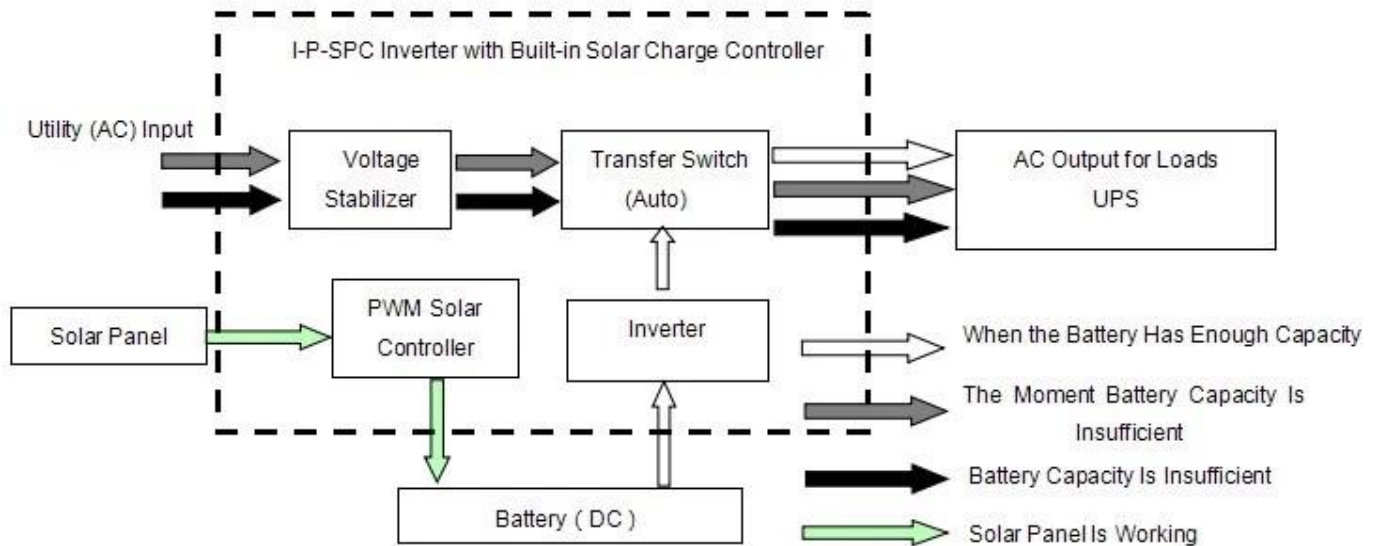 I-P-SPC Inverter with Built-in Solar Charge Controller
Utility (AC) Input
Voltage
Stabilizer
Transfer Switch
(Auto)
AC Output for Loads
UPS
Solar Panel
PWM Solar
Controller
Inverter
Battery ( DC )
When the Battery Has Enough Capacity
The Moment Battery Capacity Is
Insufficient
Battery Capacity Is Insufficient
Solar Panel Is Working